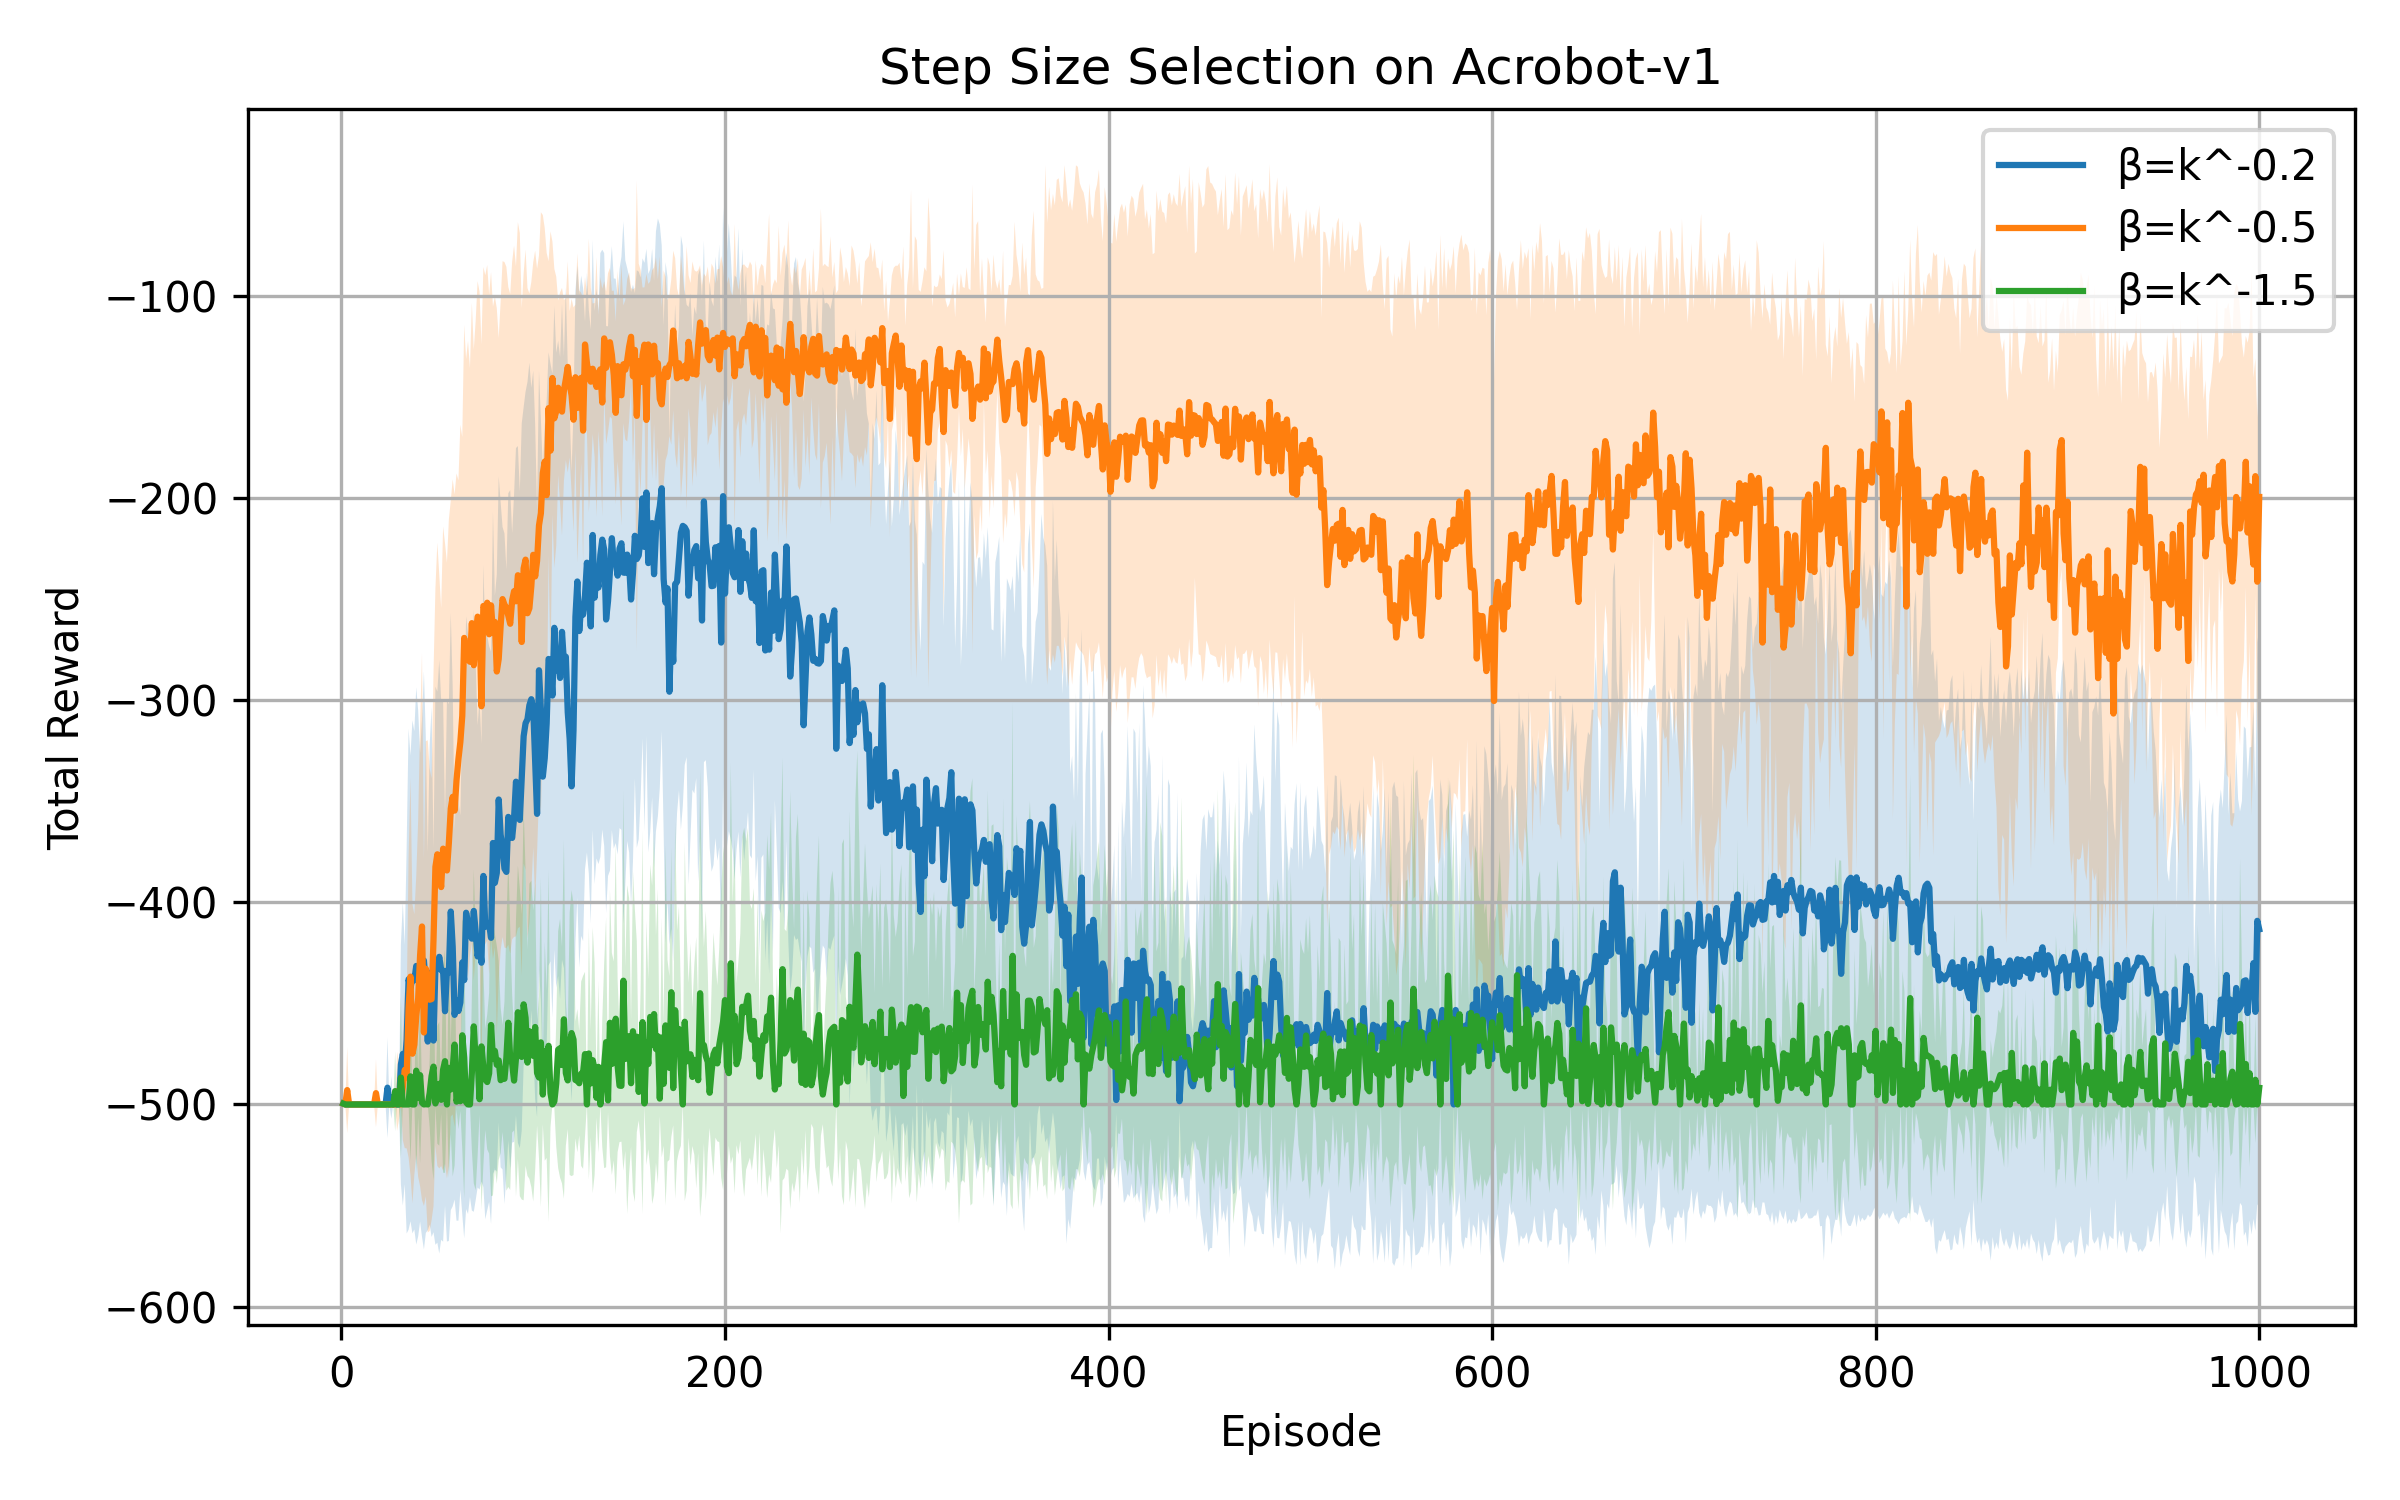 Step Size Selection on Acrobot-v1
β=k^-0.2
β=k^-0.5
β=k^-1.5
Total Reward
−100
−200
−300
−400
−500
−600
0 200 400 600 800 1000
Episode